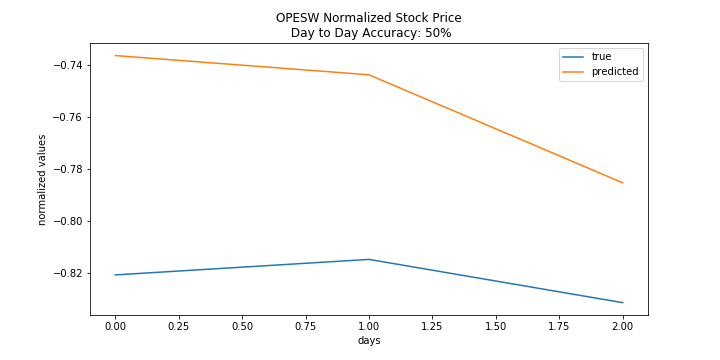 OPESW Normalized Stock Price
Day to Day Accuracy: 50%
true
predicted
normalized values
−0.74
−0.76
−0.78
−0.80
−0.82
0.00 0.25 0.50 0.75 1.00 1.25 1.50 1.75 2.00
days